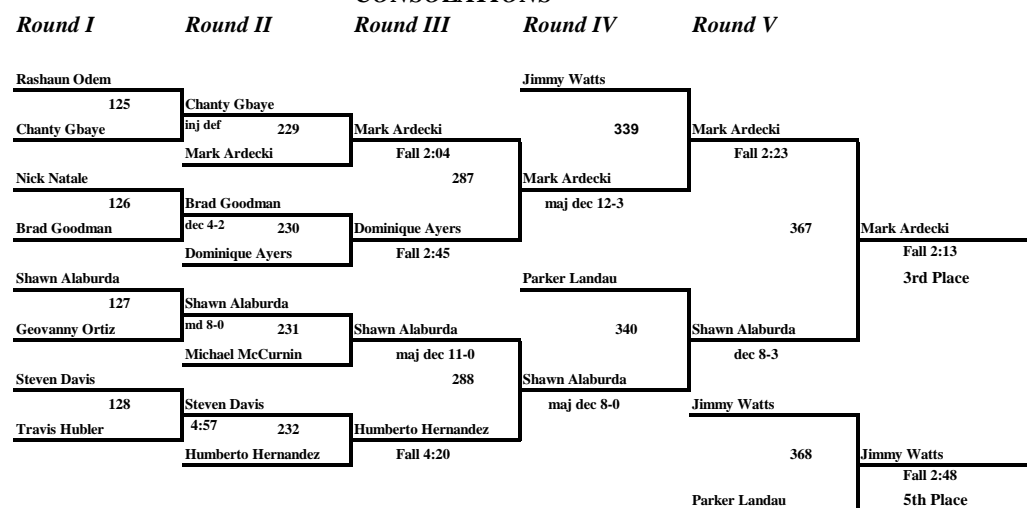 CONSOLATIONS
Round I Round II Round III Round IV Round V
Rashaun Odem Jimmy Watts
125 Chanty Gbaye
Chanty Gbaye inj def 229 Mark Ardecki 339 Mark Ardecki
Mark Ardecki Fall 2:04 Fall 2:23
Nick Natale 287 Mark Ardecki
126 Brad Goodman maj dec 12-3
Brad Goodman dec 4-2 230 Dominique Ayers 367 Mark Ardecki
Dominique Ayers Fall 2:45 Fall 2:13
Shawn Alaburda Parker Landau 3rd Place
127 Shawn Alaburda
Geovanny Ortiz md 8-0 231 Shawn Alaburda 340 Shawn Alaburda
Michael McCurnin maj dec 11-0 dec 8-3
Steven Davis 288 Shawn Alaburda
128 Steven Davis maj dec 8-0 Jimmy Watts
Travis Hubler 4:57 232 Humberto Hernandez
Humberto Hernandez Fall 4:20 368 Jimmy Watts
Fall 2:48
Parker Landau 5th Place